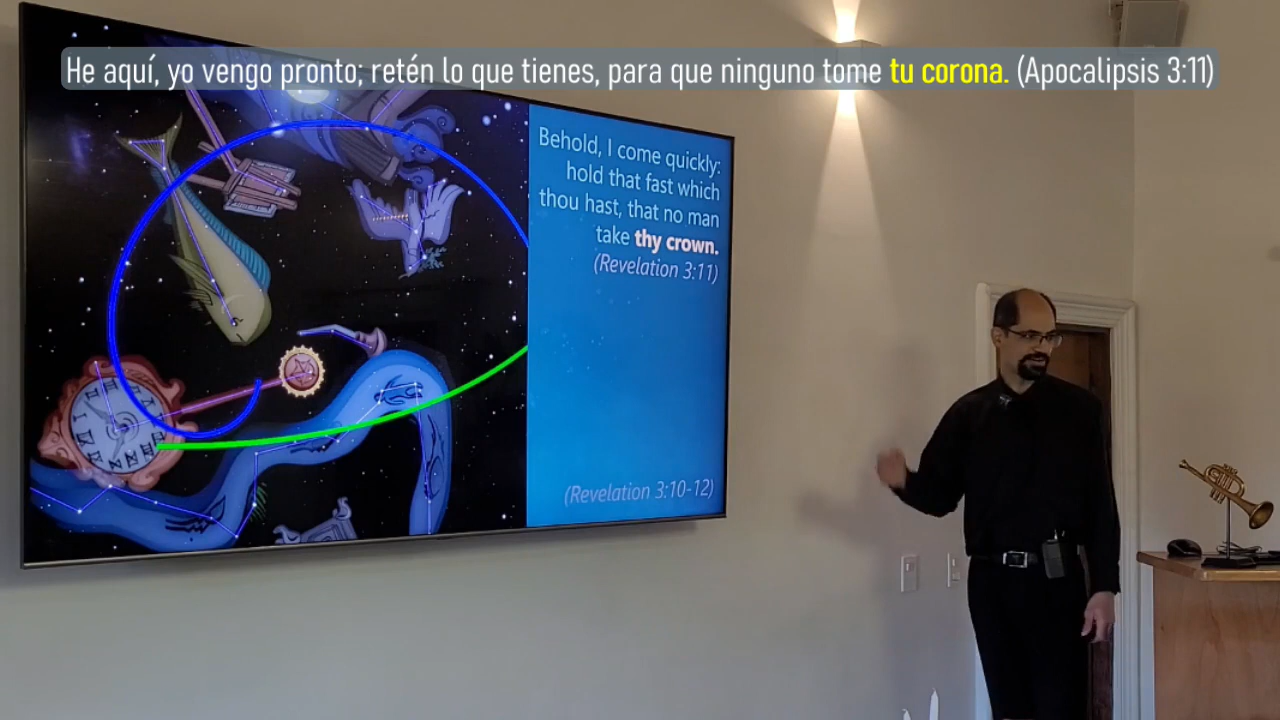 He aquí, yo vengo pronto; retén lo que tienes, para que ninguno tome tu corona. (Apocalipsis 3:11)
Behold, I come quickly:
hold that fast which
thou hast, that no man
take thy crown.
(Revelation 3:11)
(Revelation 3:10-12)